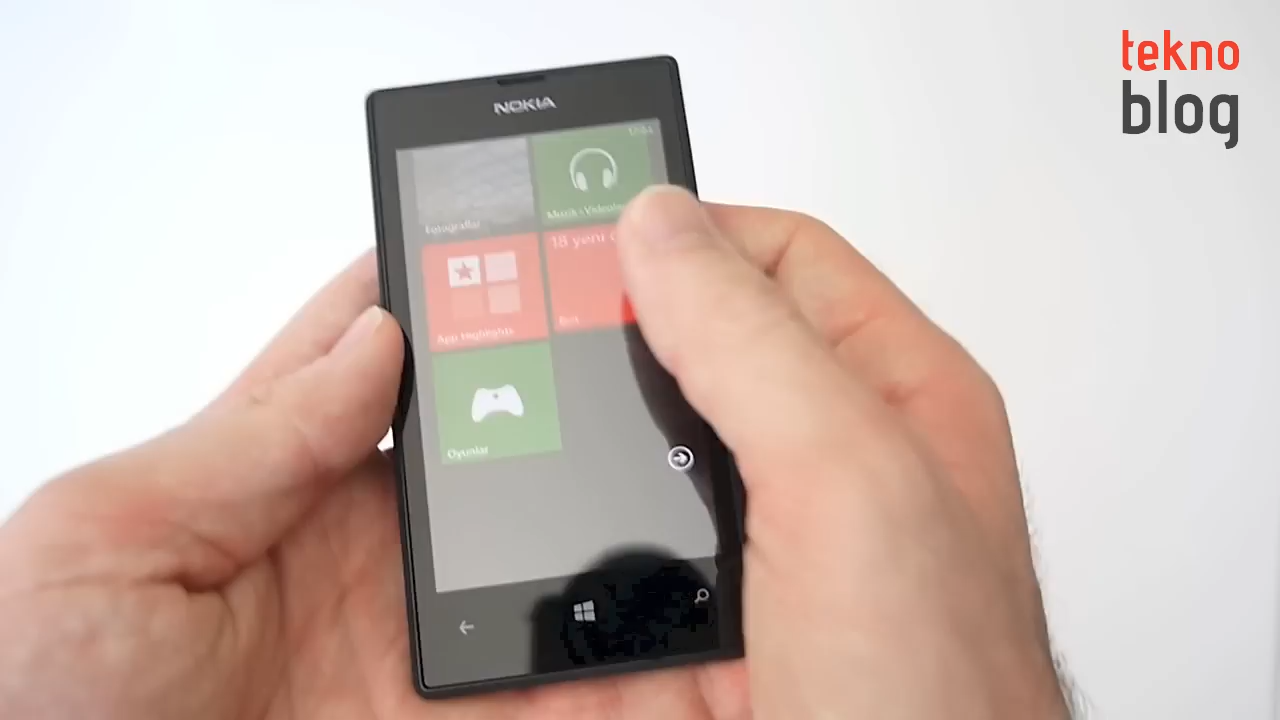 tekno
blog
NOKIA
Fotoğraflar
Müzik+Videolar
18 yeni
App Highlights
Oyunlar